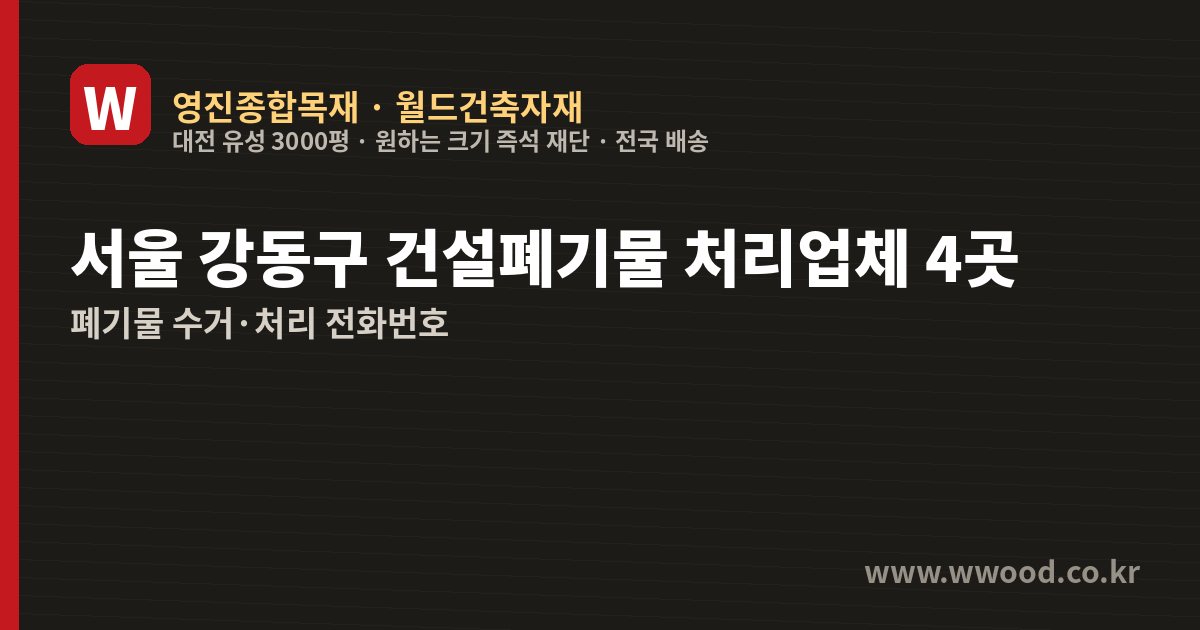 W
영진종합목재 · 월드건축자재
대전 유성 3000평 · 원하는 크기 즉석 재단 · 전국 배송
서울 강동구 건설폐기물 처리업체 4곳
폐기물 수거·처리 전화번호
www.wwood.co.kr